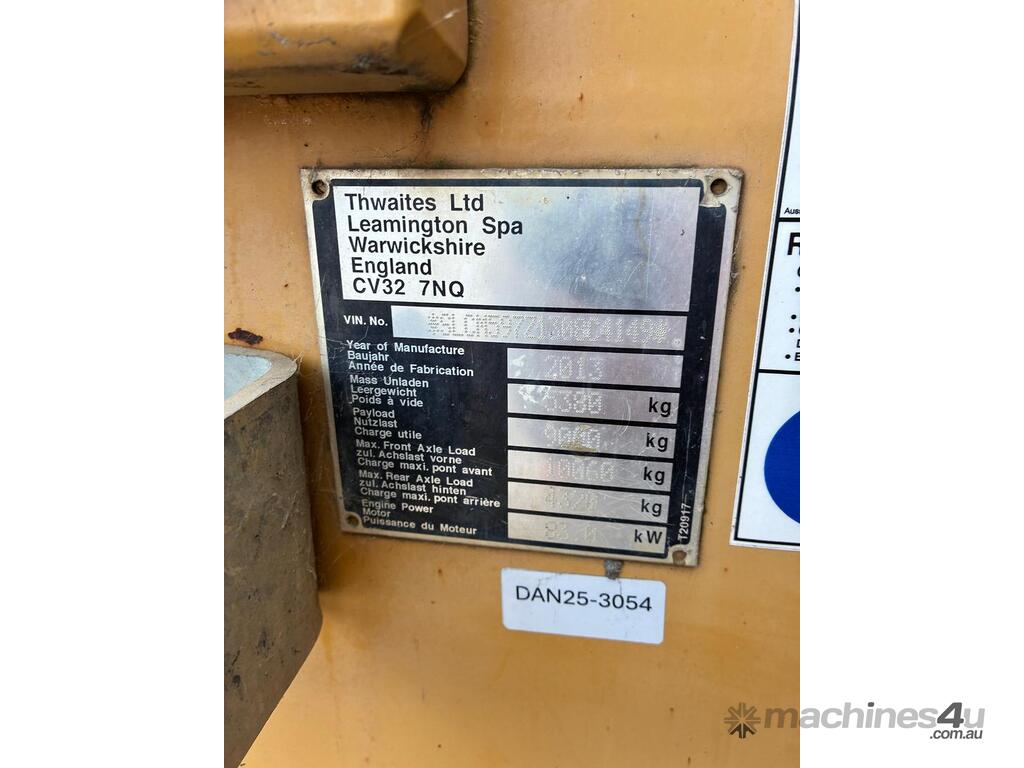 Thwaites Ltd
Leamington Spa
Warwickshire
England
CV32 7NQ
VIN. No.
Year of Manufacture
Baujahr
Année de Fabrication
2013
Mass Unladen
Leergewicht
Poids à vide
kg
Payload
Nutzlast
Charge utile
9000 kg
Max. Front Axle Load
zul. Achslast vorne
Charge maxi. pont avant
10060 kg
Max. Rear Axle Load
zul. Achslast hinten
Charge maxi. pont arrière
4420 kg
Engine Power
Motor
Puissance du Moteur
kW
T20917
DAN25-3054
machines4u
.com.au